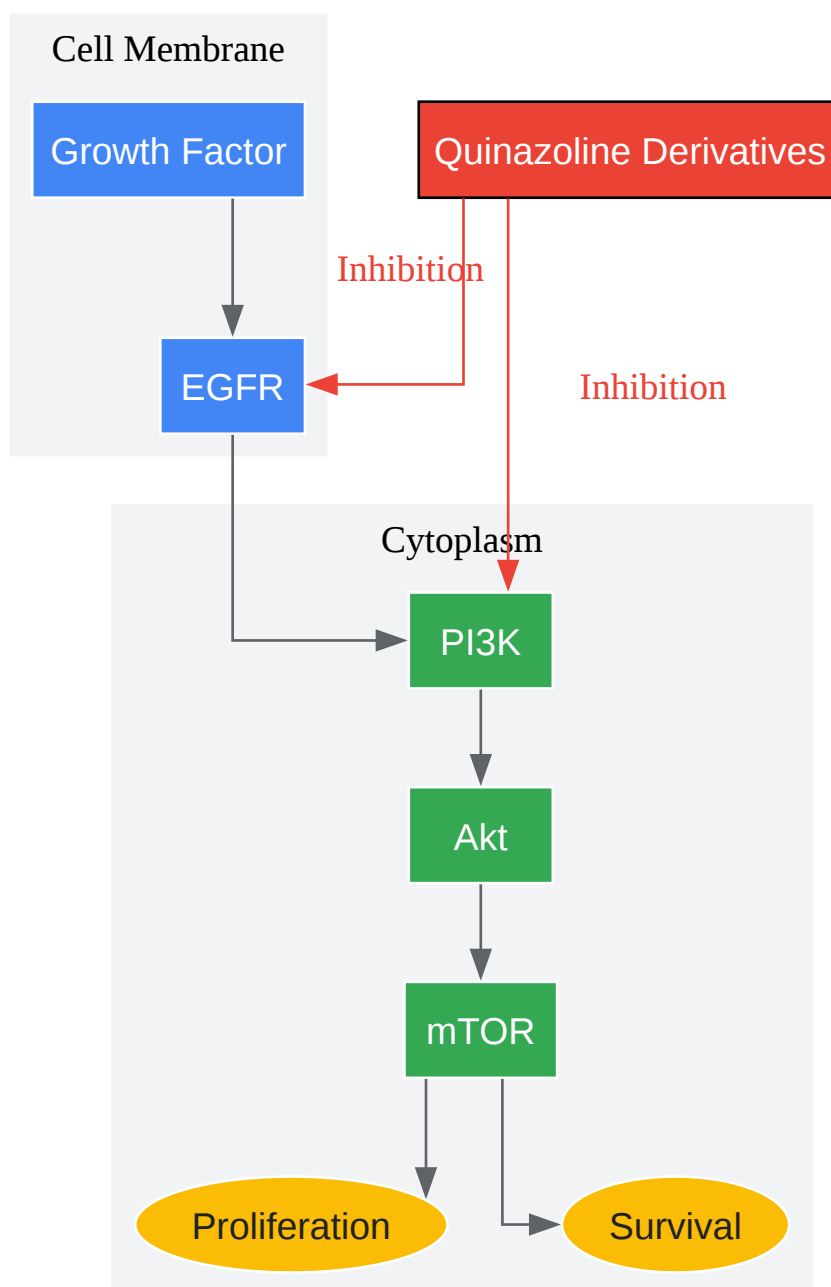 Cell Membrane
Growth Factor
Quinazoline Derivatives
Inhibition
EGFR
Inhibition
Cytoplasm
PI3K
Akt
mTOR
Proliferation
Survival